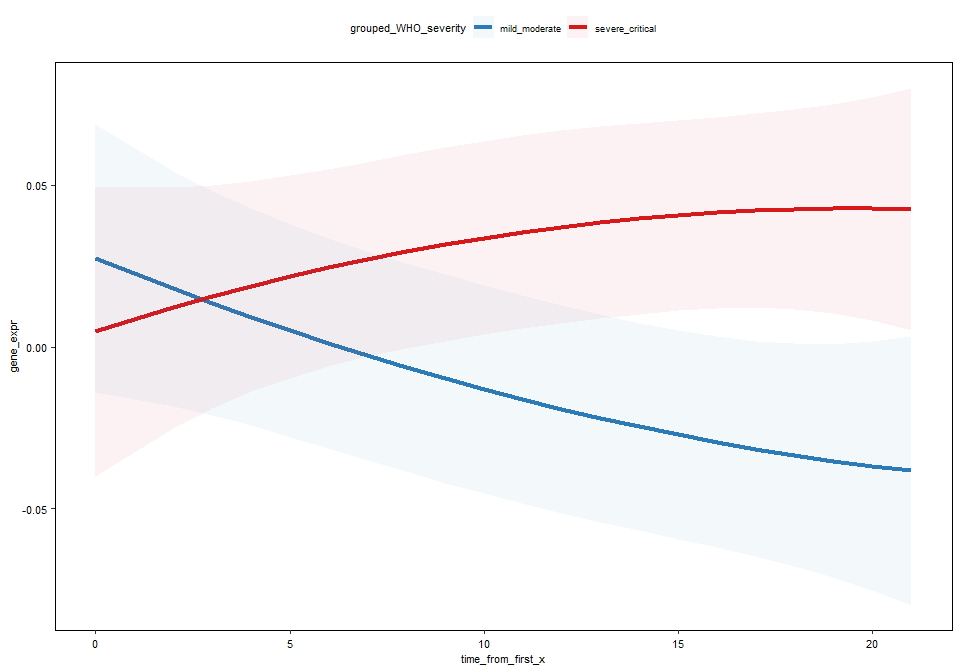 grouped_WHO_severity mild_moderate severe_critical
gene_expr
0.05
0.00
-0.05
0 5 10 15 20
time_from_first_x